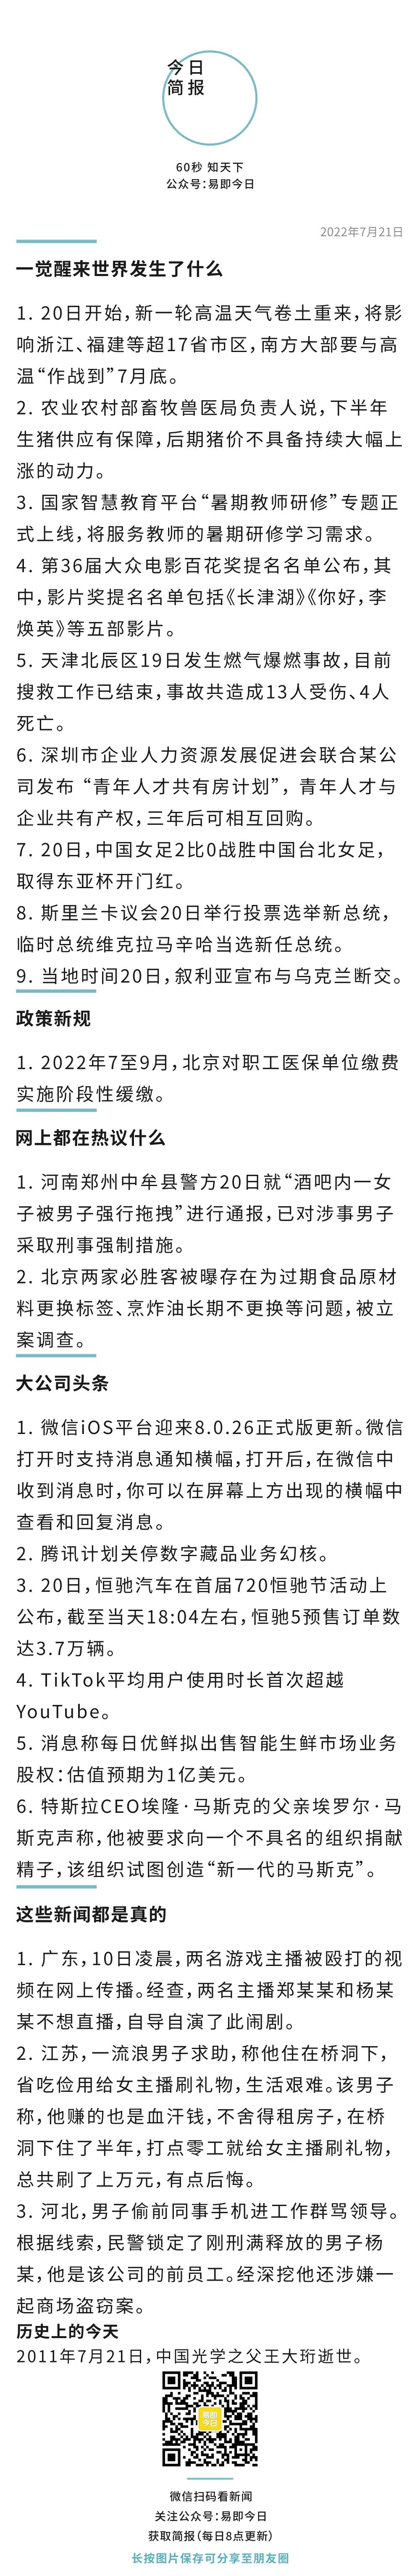 今日
简报
60秒 知天下
公众号：易即今日
2022年7月21日
一觉醒来世界发生了什么
1. 20日开始，新一轮高温天气卷土重来，将影
响浙江、福建等超17省市区，南方大部要与高
温“作战到”7月底。
2. 农业农村部畜牧兽医局负责人说，下半年
生猪供应有保障，后期猪价不具备持续大幅上
涨的动力。
3. 国家智慧教育平台“暑期教师研修”专题正
式上线，将服务教师的暑期研修学习需求。
4. 第36届大众电影百花奖提名名单公布，其
中，影片奖提名名单包括《长津湖》《你好，李
焕英》等五部影片。
5. 天津北辰区19日发生燃气爆燃事故，目前
搜救工作已结束，事故共造成13人受伤、4人
死亡。
6. 深圳市企业人力资源发展促进会联合某公
司发布 “青年人才共有房计划”， 青年人才与
企业共有产权，三年后可相互回购。
7. 20日，中国女足2比0战胜中国台北女足，
取得东亚杯开门红。
8. 斯里兰卡议会20日举行投票选举新总统，
临时总统维克拉马辛哈当选新任总统。
9. 当地时间20日，叙利亚宣布与乌克兰断交。
政策新规
1. 2022年7至9月，北京对职工医保单位缴费
实施阶段性缓缴。
网上都在热议什么
1. 河南郑州中牟县警方20日就“酒吧内一女
子被男子强行拖拽”进行通报，已对涉事男子
采取刑事强制措施。
2. 北京两家必胜客被曝存在为过期食品原材
料更换标签、烹炸油长期不更换等问题，被立
案调查。
大公司头条
1. 微信iOS平台迎来8.0.26正式版更新。微信
打开时支持消息通知横幅，打开后，在微信中
收到消息时，你可以在屏幕上方出现的横幅中
查看和回复消息。
2. 腾讯计划关停数字藏品业务幻核。
3. 20日，恒驰汽车在首届720恒驰节活动上
公布，截至当天18:04左右，恒驰5预售订单数
达3.7万辆。
4. TikTok平均用户使用时长首次超越
YouTube。
5. 消息称每日优鲜拟出售智能生鲜市场业务
股权：估值预期为1亿美元。
6. 特斯拉CEO埃隆·马斯克的父亲埃罗尔·马
斯克声称，他被要求向一个不具名的组织捐献
精子，该组织试图创造“新一代的马斯克”。
这些新闻都是真的
1. 广东，10日凌晨，两名游戏主播被殴打的视
频在网上传播。经查，两名主播郑某某和杨某
某不想直播，自导自演了此闹剧。
2. 江苏，一流浪男子求助，称他住在桥洞下，
省吃俭用给女主播刷礼物，生活艰难。该男子
称，他赚的也是血汗钱，不舍得租房子，在桥
洞下住了半年，打点零工就给女主播刷礼物，
总共刷了上万元，有点后悔。
3. 河北，男子偷前同事手机进工作群骂领导。
根据线索，民警锁定了刚刑满释放的男子杨
某，他是该公司的前员工。经深挖他还涉嫌一
起商场盗窃案。
历史上的今天
2011年7月21日，中国光学之父王大珩逝世。
易即
今日
微信扫码看新闻
关注公众号：易即今日
获取简报（每日8点更新）
长按图片保存可分享至朋友圈